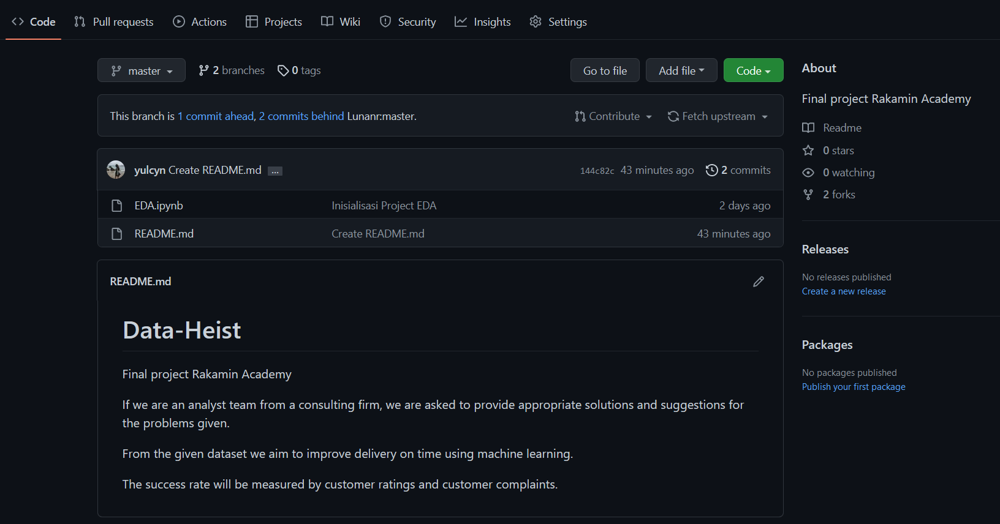 Code Pull requests Actions Projects Wiki Security Insights Settings
master 2 branches 0 tags Go to file Add file Code
This branch is 1 commit ahead, 2 commits behind Lunanr:master. Contribute Fetch upstream
yulcyn Create README.md ... 144c82c 43 minutes ago 2 commits
EDA.ipynb Inisialisasi Project EDA 2 days ago
README.md Create README.md 43 minutes ago
README.md
Data-Heist
Final project Rakamin Academy
If we are an analyst team from a consulting firm, we are asked to provide appropriate solutions and suggestions for
the problems given.
From the given dataset we aim to improve delivery on time using machine learning.
The success rate will be measured by customer ratings and customer complaints.
About
Final project Rakamin Academy
Readme
0 stars
0 watching
2 forks
Releases
No releases published
Create a new release
Packages
No packages published
Publish your first package